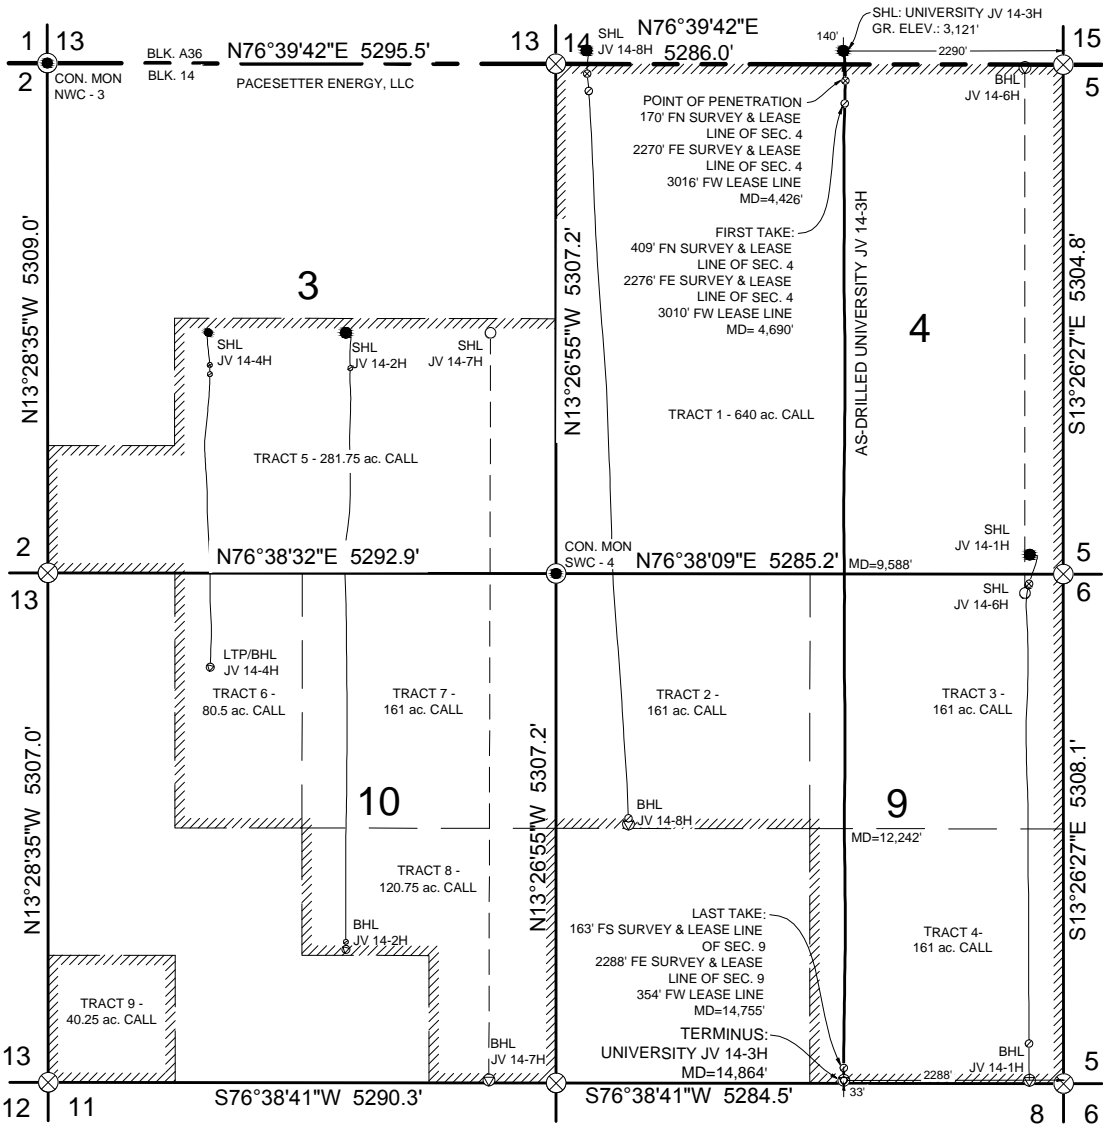 1
13
BLK. A36
N76°39'42"E 5295.5'
13
14
SHL
JV 14-8H
N76°39'42"E
5286.0'
140'
SHL: UNIVERSITY JV 14-3H
GR. ELEV.: 3,121'
2290'
15
2
CON. MON
NWC - 3
BLK. 14
PACESETTER ENERGY, LLC
BHL
JV 14-6H
5
POINT OF PENETRATION
170' FN SURVEY & LEASE
LINE OF SEC. 4
2270' FE SURVEY & LEASE
LINE OF SEC. 4
3016' FW LEASE LINE
MD=4,426'
FIRST TAKE:
409' FN SURVEY & LEASE
LINE OF SEC. 4
2276' FE SURVEY & LEASE
LINE OF SEC. 4
3010' FW LEASE LINE
MD= 4,690'
N13°28'35"W 5309.0'
3
N13°26'55"W 5307.2'
AS-DRILLED UNIVERSITY JV 14-3H
4
S13°26'27"E 5304.8'
SHL
JV 14-4H
SHL
JV 14-2H
SHL
JV 14-7H
TRACT 1 - 640 ac. CALL
TRACT 5 - 281.75 ac. CALL
SHL
JV 14-1H
2
N76°38'32"E 5292.9'
CON. MON
SWC - 4
N76°38'09"E 5285.2'
MD=9,588'
5
13
SHL
JV 14-6H
6
LTP/BHL
JV 14-4H
TRACT 6 -
80.5 ac. CALL
TRACT 7 -
161 ac. CALL
TRACT 2 -
161 ac. CALL
TRACT 3 -
161 ac. CALL
N13°28'35"W 5307.0'
10
N13°26'55"W 5307.2'
BHL
JV 14-8H
9
MD=12,242'
S13°26'27"E 5308.1'
TRACT 8 -
120.75 ac. CALL
BHL
JV 14-2H
LAST TAKE:
163' FS SURVEY & LEASE LINE
OF SEC. 9
2288' FE SURVEY & LEASE
LINE OF SEC. 9
354' FW LEASE LINE
MD=14,755'
TRACT 4-
161 ac. CALL
TRACT 9 -
40.25 ac. CALL
TERMINUS:
UNIVERSITY JV 14-3H
MD=14,864'
BHL
JV 14-7H
BHL
JV 14-1H
2288'
33'
13
5
12
11
S76°38'41"W 5290.3'
S76°38'41"W 5284.5'
8
6